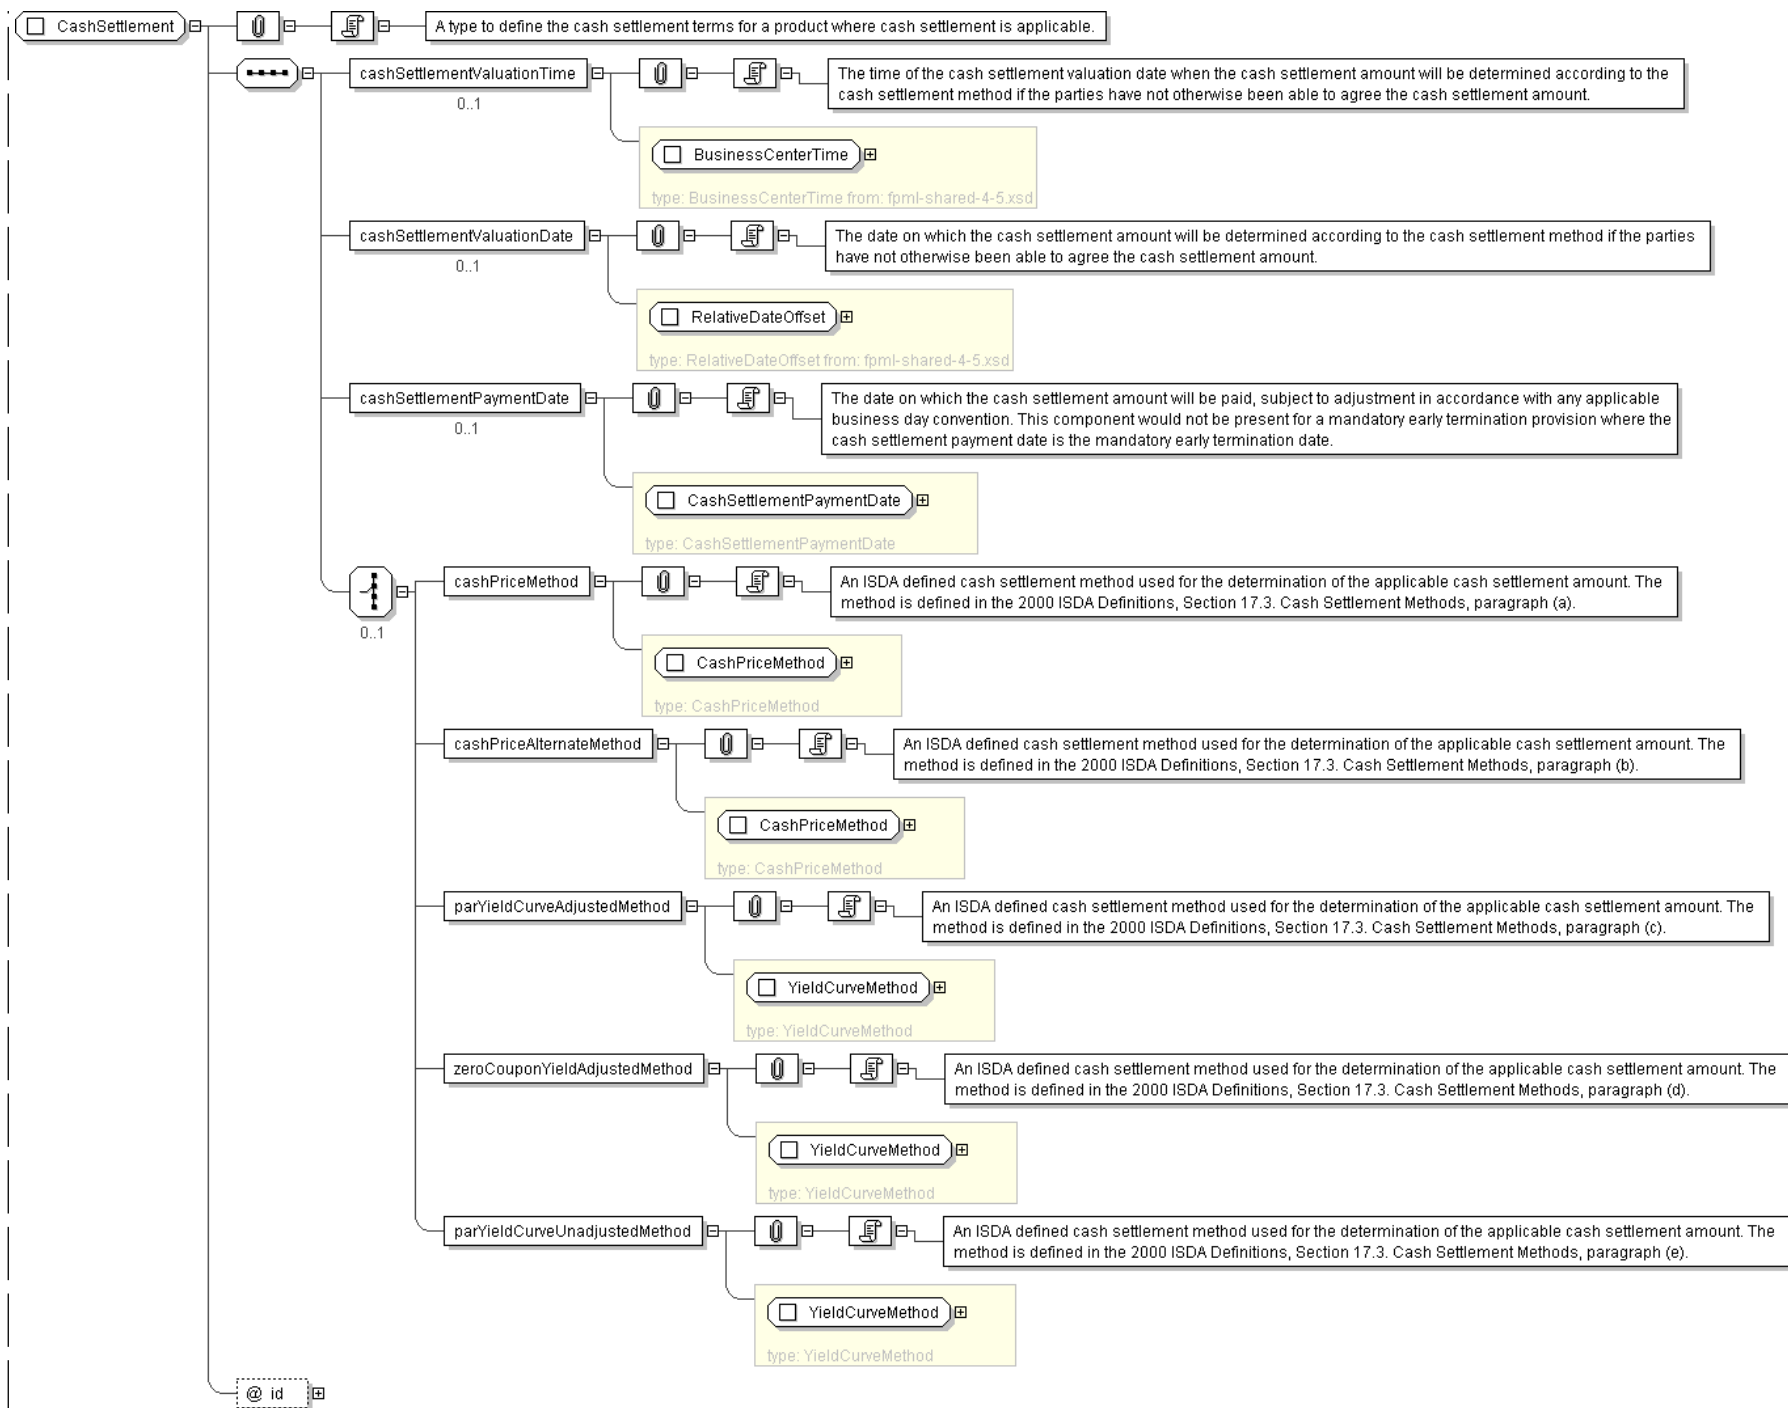 CashSettlement
A type to define the cash settlement terms for a product where cash settlement is applicable.
cashSettlementValuationTime
0..1
The time of the cash settlement valuation date when the cash settlement amount will be determined according to the
cash settlement method if the parties have not otherwise been able to agree the cash settlement amount.
BusinessCenterTime
type: BusinessCenterTime from: fpml-shared-4-5.xsd
cashSettlementValuationDate
0..1
The date on which the cash settlement amount will be determined according to the cash settlement method if the parties
have not otherwise been able to agree the cash settlement amount.
RelativeDateOffset
type: RelativeDateOffset from: fpml-shared-4-5.xsd
cashSettlementPaymentDate
0..1
The date on which the cash settlement amount will be paid, subject to adjustment in accordance with any applicable
business day convention. This component would not be present for a mandatory early termination provision where the
cash settlement payment date is the mandatory early termination date.
CashSettlementPaymentDate
type: CashSettlementPaymentDate
0..1
cashPriceMethod
An ISDA defined cash settlement method used for the determination of the applicable cash settlement amount. The
method is defined in the 2000 ISDA Definitions, Section 17.3. Cash Settlement Methods, paragraph (a).
CashPriceMethod
type: CashPriceMethod
cashPriceAlternateMethod
An ISDA defined cash settlement method used for the determination of the applicable cash settlement amount. The
method is defined in the 2000 ISDA Definitions, Section 17.3. Cash Settlement Methods, paragraph (b).
CashPriceMethod
type: CashPriceMethod
parYieldCurveAdjustedMethod
An ISDA defined cash settlement method used for the determination of the applicable cash settlement amount. The
method is defined in the 2000 ISDA Definitions, Section 17.3. Cash Settlement Methods, paragraph (c).
YieldCurveMethod
type: YieldCurveMethod
zeroCouponYieldAdjustedMethod
An ISDA defined cash settlement method used for the determination of the applicable cash settlement amount. The
method is defined in the 2000 ISDA Definitions, Section 17.3. Cash Settlement Methods, paragraph (d).
YieldCurveMethod
type: YieldCurveMethod
parYieldCurveUnadjustedMethod
An ISDA defined cash settlement method used for the determination of the applicable cash settlement amount. The
method is defined in the 2000 ISDA Definitions, Section 17.3. Cash Settlement Methods, paragraph (e).
YieldCurveMethod
type: YieldCurveMethod
@ id